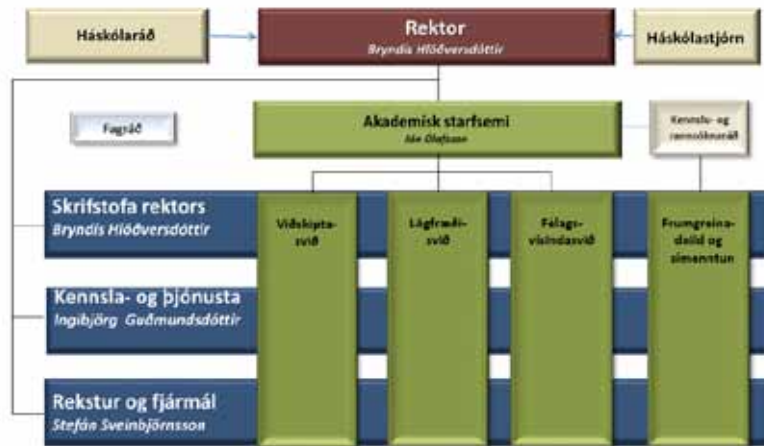 Háskólaráð
Rektor
Bryndís Hlöðversdóttir
Háskólastjórn
Fagráð
Akademisk starfsemi
Jón Ólafsson
Kennslu- og
rannsóknaráð
Skrifstofa rektors
Bryndís Hlöðversdóttir
Viðskipta-
svið
Lögfræði-
svið
Félags-
vísindasvið
Frumgreina-
deild og
símenntun
Kennsla- og þjónusta
Ingibjörg Guðmundsdóttir
Rekstur og fjármál
Stefán Sveinbjörnsson